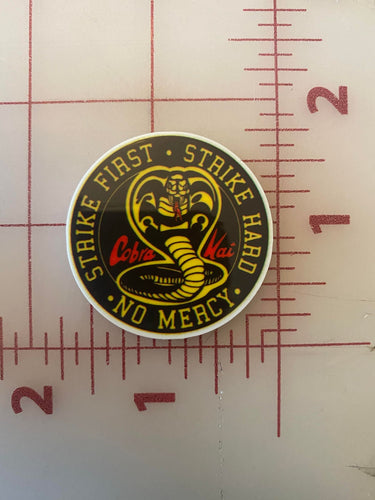 STRIKE FIRST · STRIKE HARD
· NO MERCY ·
Cobra Kai
2
1
2
1